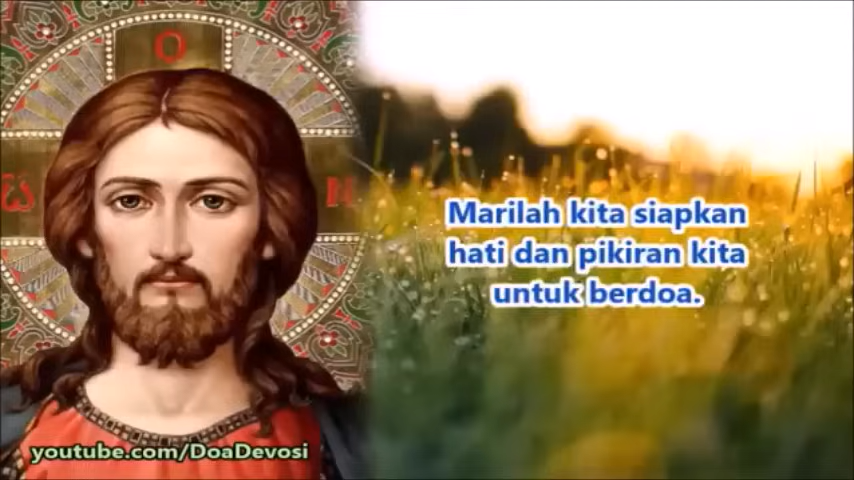 Ο
ω
Ν
Marilah kita siapkan
hati dan pikiran kita
untuk berdoa.
youtube.com/DoaDevosi